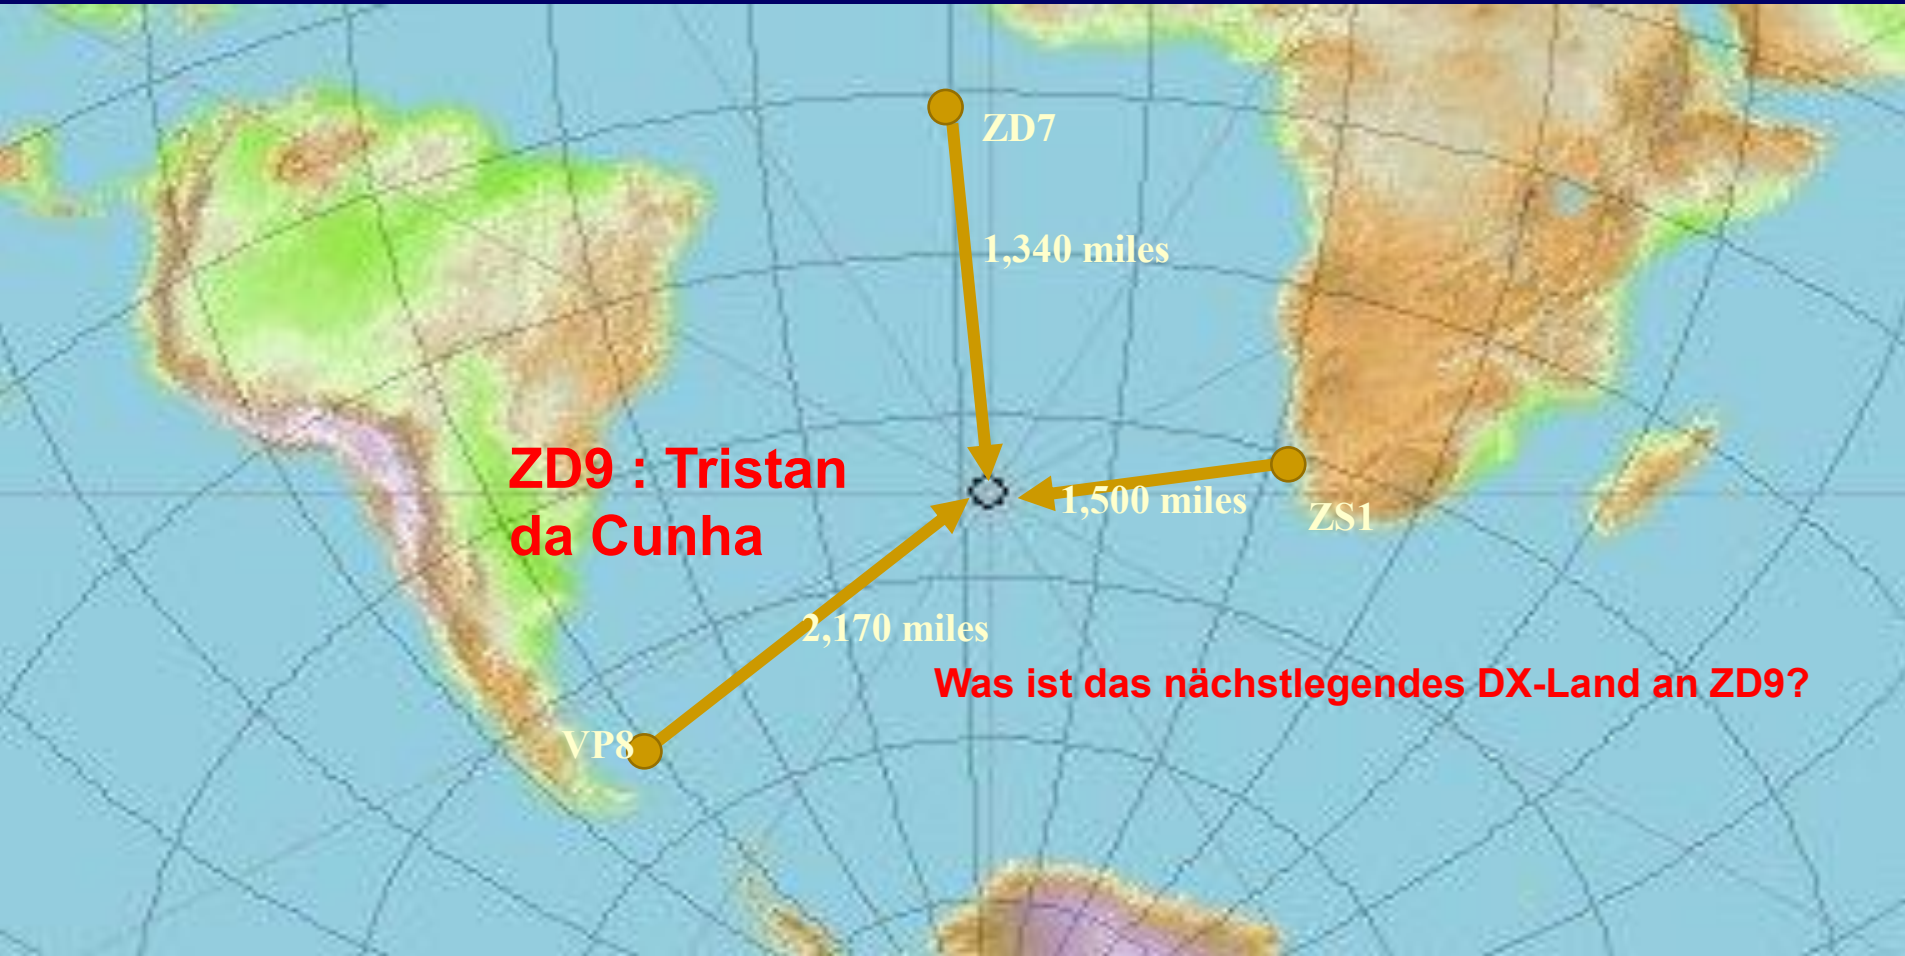 ZD7
1,340 miles
ZD9 : Tristan
da Cunha
1,500 miles
ZS1
2,170 miles
Was ist das nächstlegendes DX-Land an ZD9?
VP8